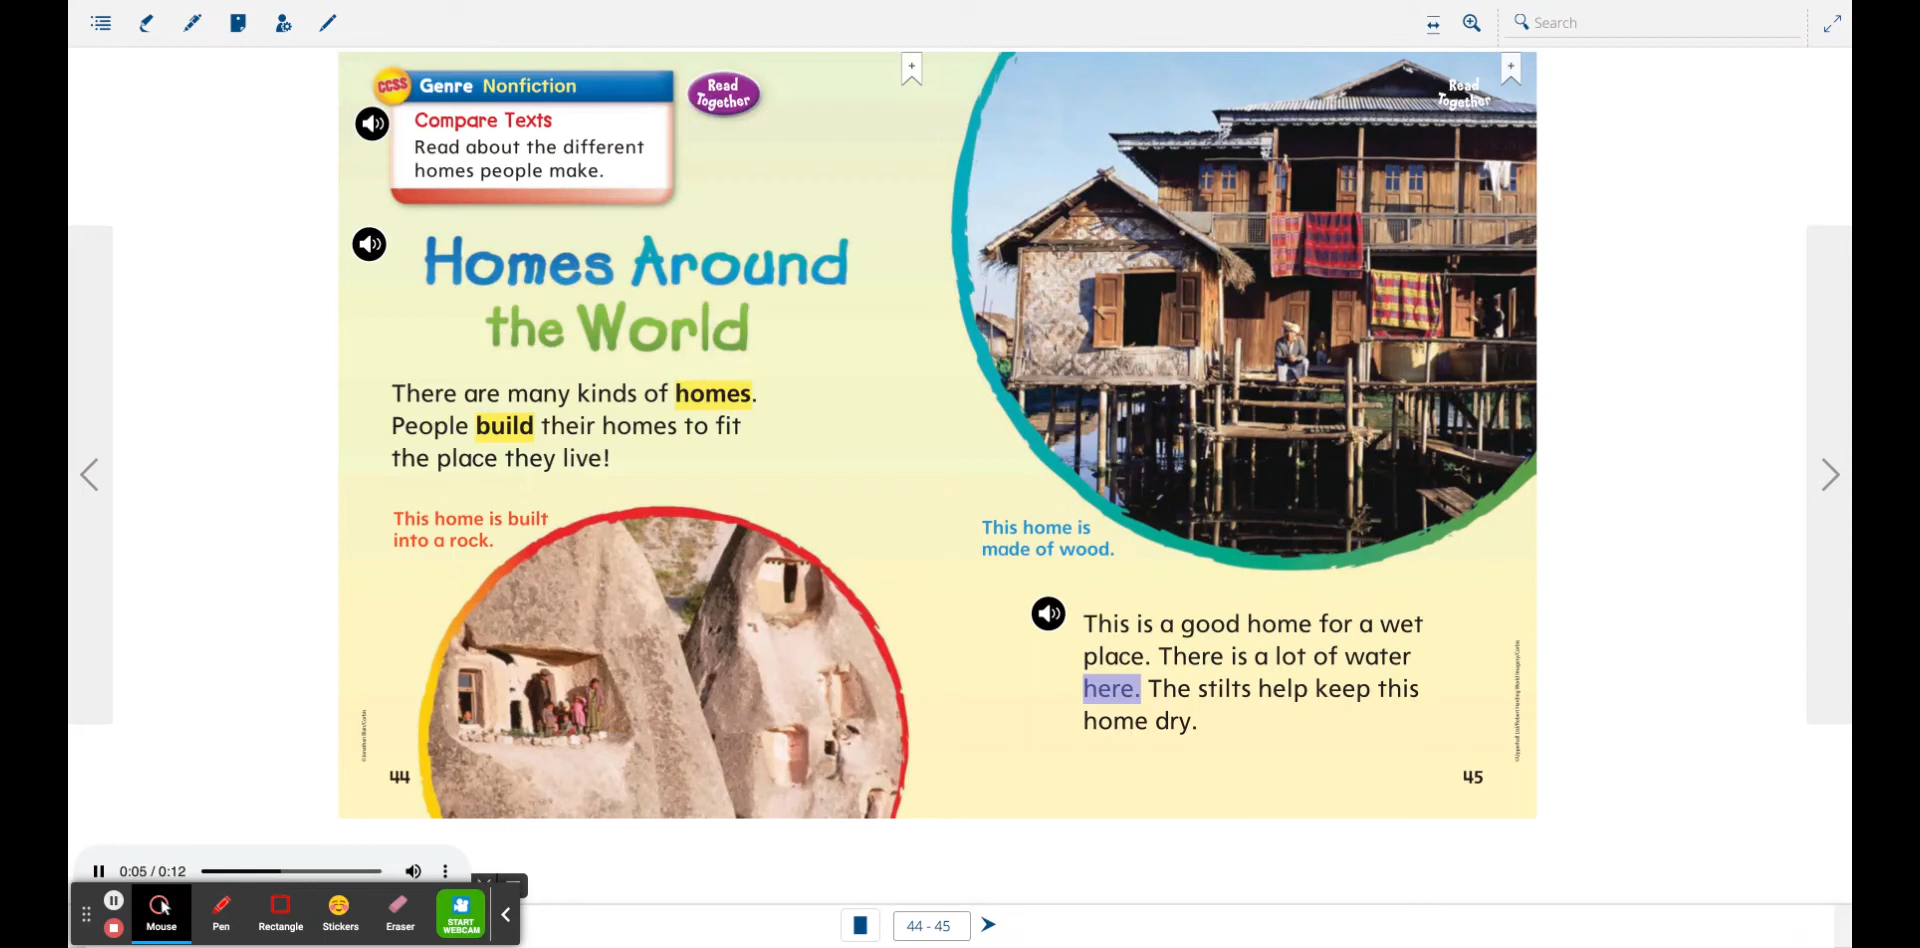 Search
CCSS Genre Nonfiction
Read
Together
Compare Texts
Read about the different
homes people make.
Homes Around
the World
There are many kinds of homes.
People build their homes to fit
the place they live!
This home is built
into a rock.
44
Read
Together
This home is
made of wood.
This is a good home for a wet
place. There is a lot of water
here. The stilts help keep this
home dry.
45
0:05 / 0:12
Mouse
Pen
Rectangle
Stickers
Eraser
START
WEBCAM
44 - 45